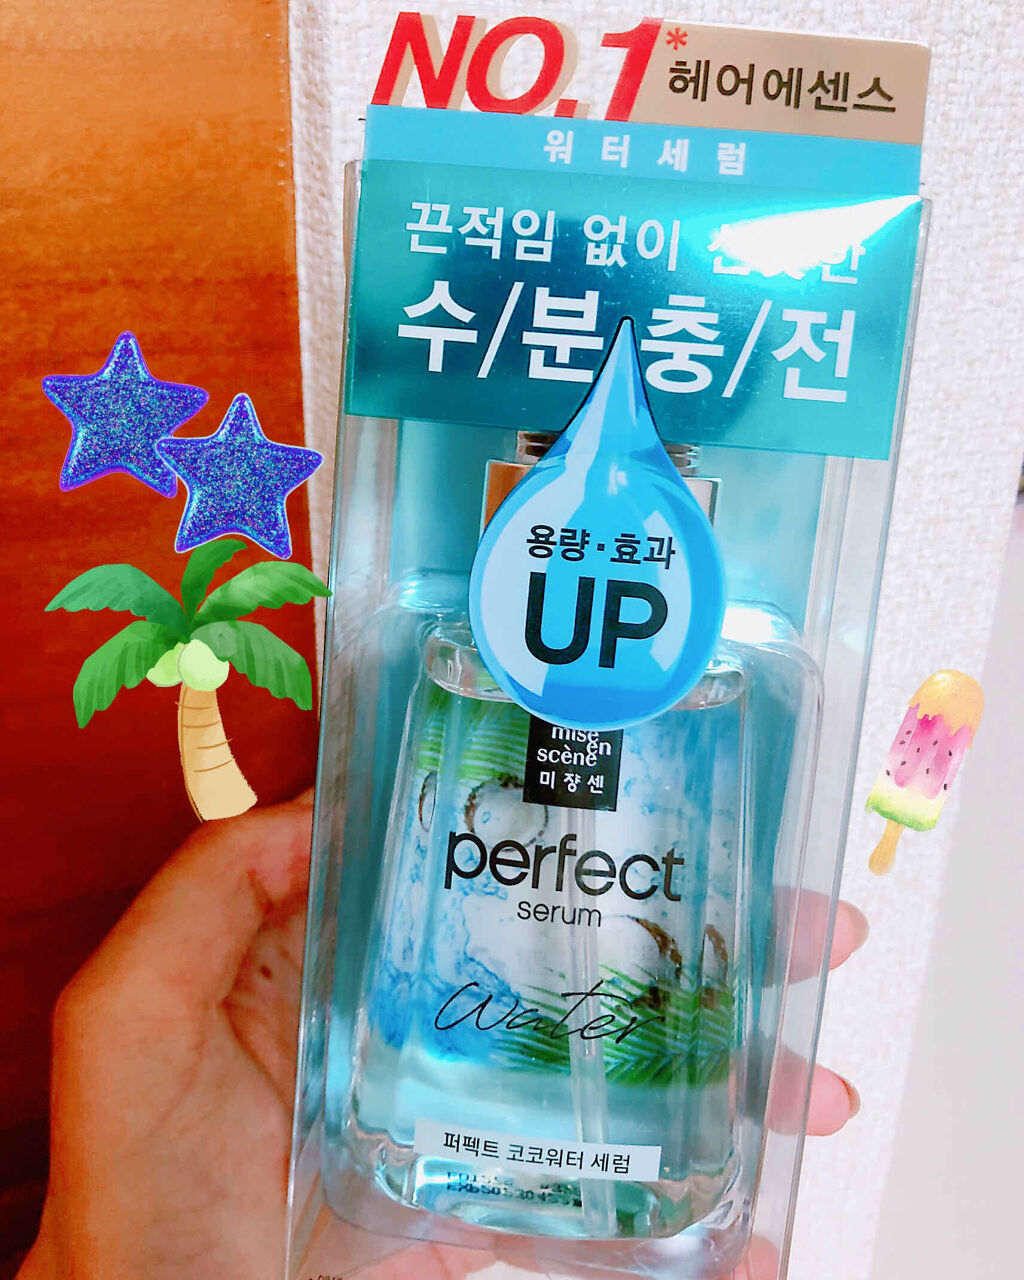 NO.1*
헤어에센스
워터세럼
끈적임 없이
수/분 충/전
용량·효과
UP
mise
en
scène
미쟝센
perfect
serum
water
퍼펙트 코코워터 세럼